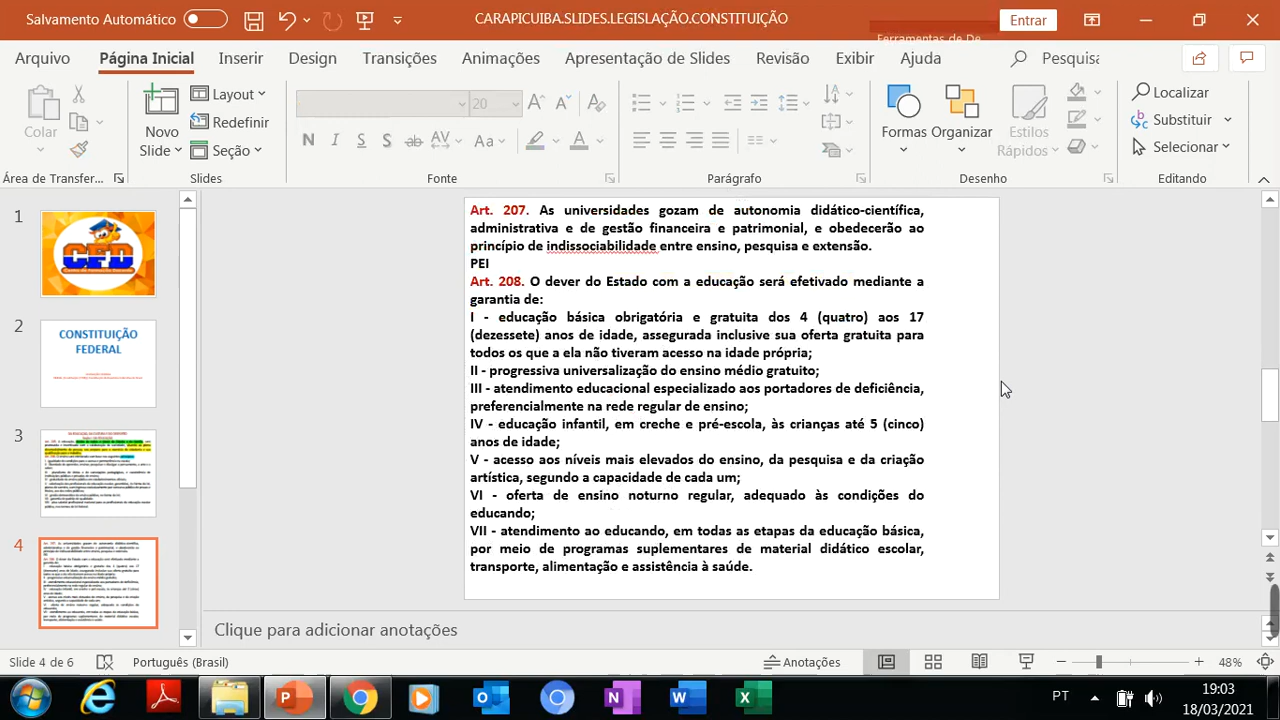 Salvamento Automático
CARAPICUIBA.SLIDES.LEGISLAÇÃO.CONSTITUIÇÃO
Ferramentas de De
Entrar
Arquivo Página Inicial Inserir Design Transições Animações Apresentação de Slides Revisão Exibir Ajuda Pesquisa
Colar
Novo
Slide
Layout
Redefinir
Seção
20
Formas
Organizar
Estilos
Rápidos
Localizar
Substituir
Selecionar
Área de Transfer... Slides Fonte Parágrafo Desenho Editando
1
CFD
2
CONSTITUIÇÃO
FEDERAL
3
4
Art. 207. As universidades gozam de autonomia didático-científica,
administrativa e de gestão financeira e patrimonial, e obedecerão ao
princípio de indissociabilidade entre ensino, pesquisa e extensão.
PEI
Art. 208. O dever do Estado com a educação será efetivado mediante a
garantia de:
I - educação básica obrigatória e gratuita dos 4 (quatro) aos 17
(dezessete) anos de idade, assegurada inclusive sua oferta gratuita para
todos os que a ela não tiveram acesso na idade própria;
II - progressiva universalização do ensino médio gratuito;
III - atendimento educacional especializado aos portadores de deficiência,
preferencialmente na rede regular de ensino;
IV - educação infantil, em creche e pré-escola, às crianças até 5 (cinco)
anos de idade;
V - acesso aos níveis mais elevados do ensino, da pesquisa e da criação
artística, segundo a capacidade de cada um;
VI - oferta de ensino noturno regular, adequado às condições do
educando;
VII - atendimento ao educando, em todas as etapas da educação básica,
por meio de programas suplementares de material didático escolar,
transporte, alimentação e assistência à saúde.
Clique para adicionar anotações
Slide 4 de 6 Português (Brasil) Anotações 48%
PT
19:03
18/03/2021